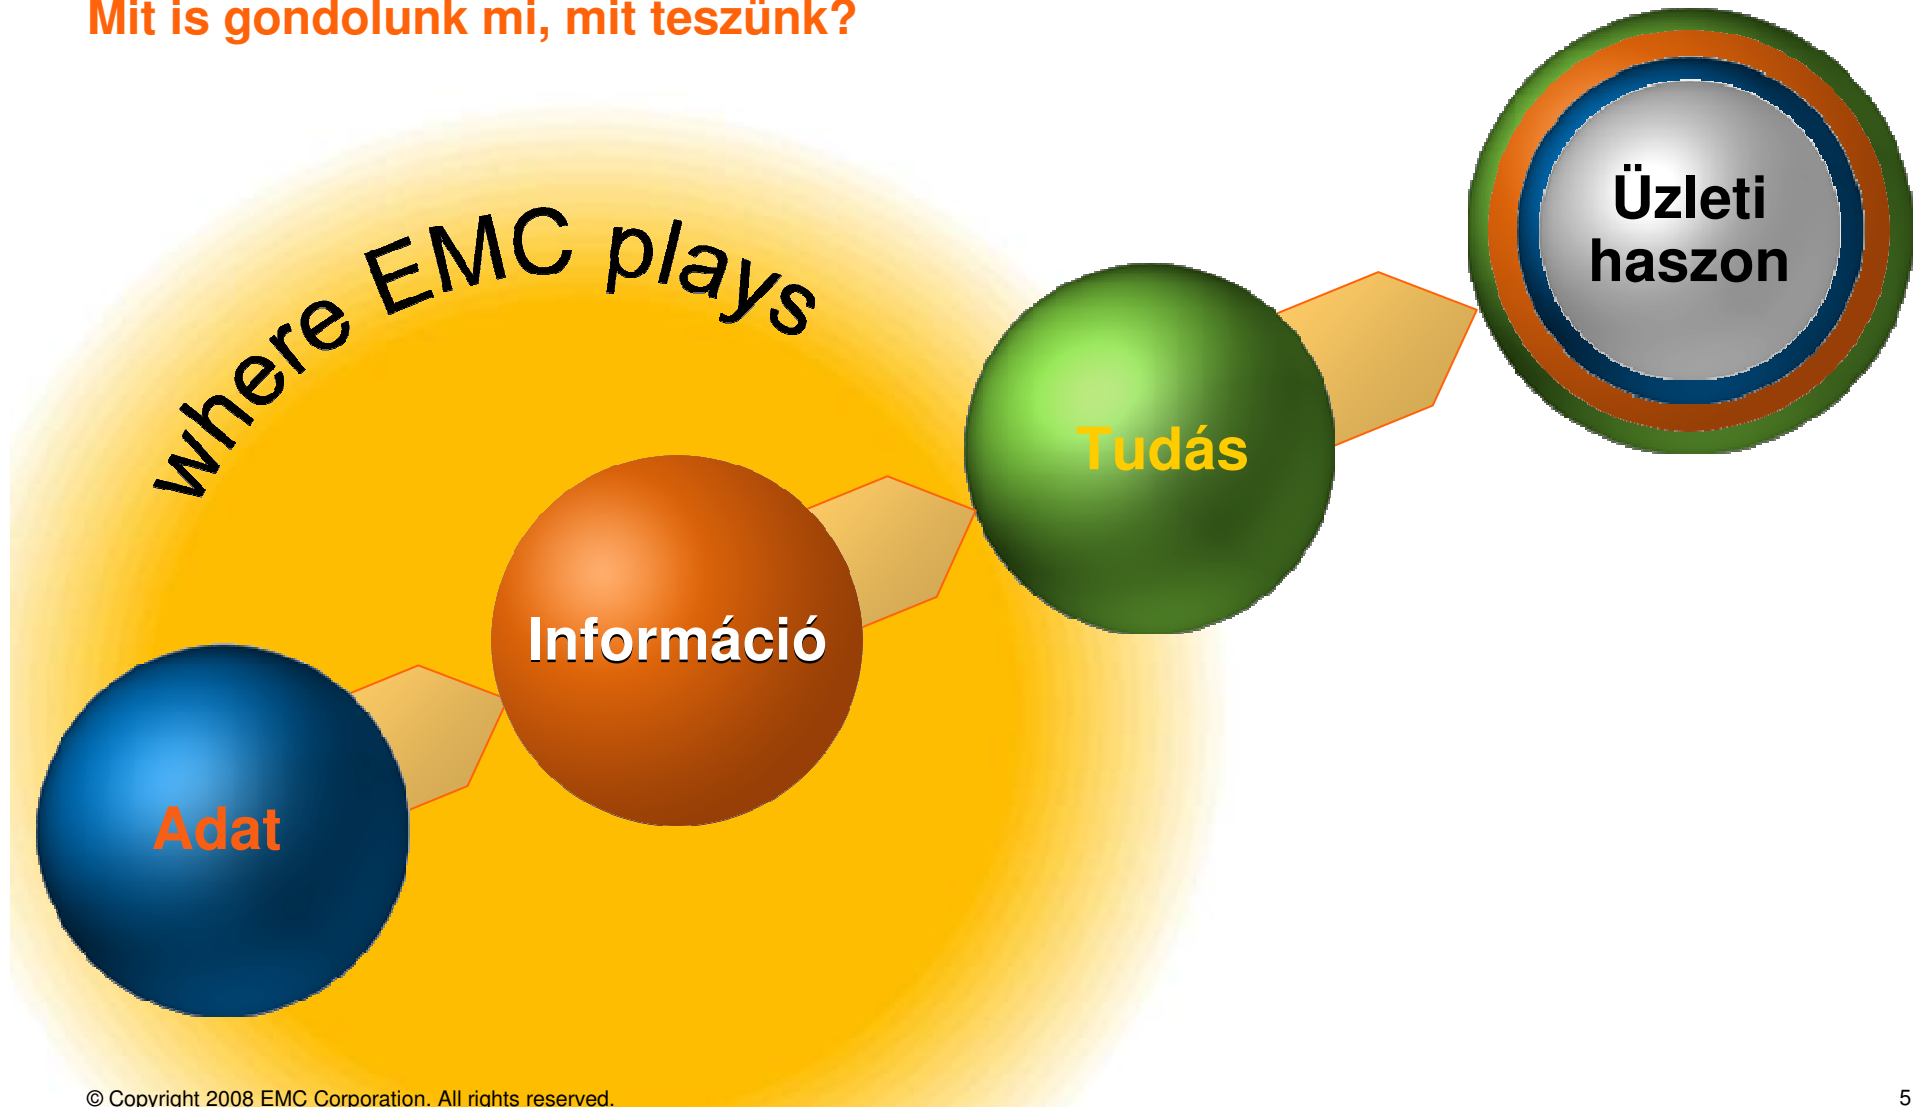 Mit is gondolunk mi, mit teszünk?
where EMC plays
Üzleti
haszon
Tudás
Információ
Adat
© Copyright 2008 EMC Corporation. All rights reserved.
5